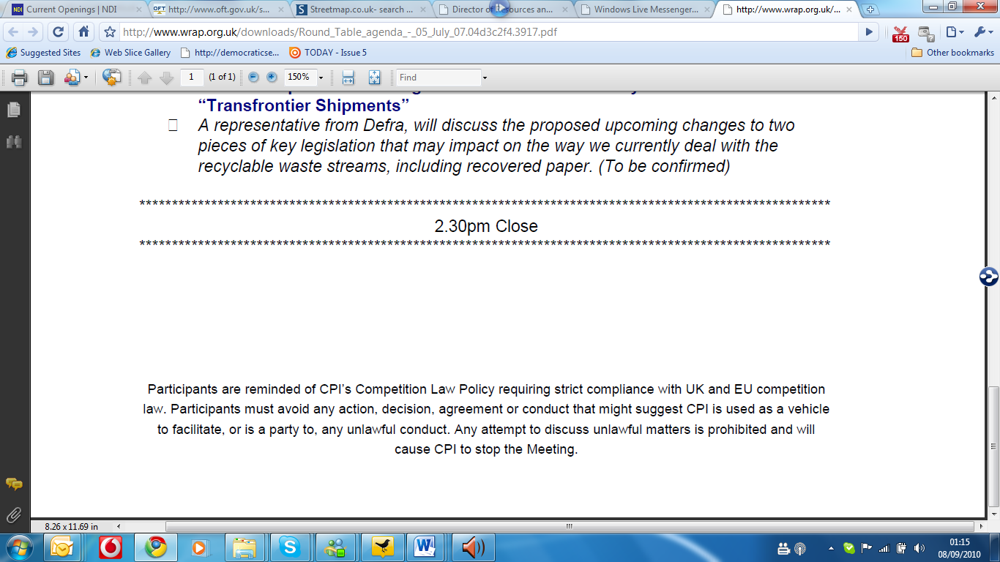 Current Openings | NDI
http://www.oft.gov.uk/s...
Streetmap.co.uk- search ...
Director of Resources an...
Windows Live Messenger...
http://www.wrap.org.uk/...
http://www.wrap.org.uk/downloads/Round_Table_agenda_-_05_July_07.04d3c2f4.3917.pdf
150
Suggested Sites
Web Slice Gallery
http://democraticse...
TODAY - Issue 5
Other bookmarks
1 (1 of 1)
150%
Find
“Transfrontier Shipments”
A representative from Defra, will discuss the proposed upcoming changes to two
pieces of key legislation that may impact on the way we currently deal with the
recyclable waste streams, including recovered paper. (To be confirmed)
2.30pm Close
Participants are reminded of CPI’s Competition Law Policy requiring strict compliance with UK and EU competition
law. Participants must avoid any action, decision, agreement or conduct that might suggest CPI is used as a vehicle
to facilitate, or is a party to, any unlawful conduct. Any attempt to discuss unlawful matters is prohibited and will
cause CPI to stop the Meeting.
8.26 x 11.69 in
01:15
08/09/2010